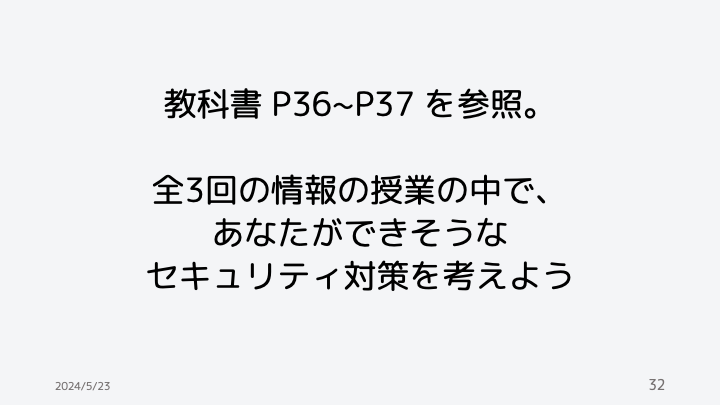 教科書 P36~P37 を参照。
全3回の情報の授業の中で、
あなたができそうな
セキュリティ対策を考えよう
2024/5/23
32